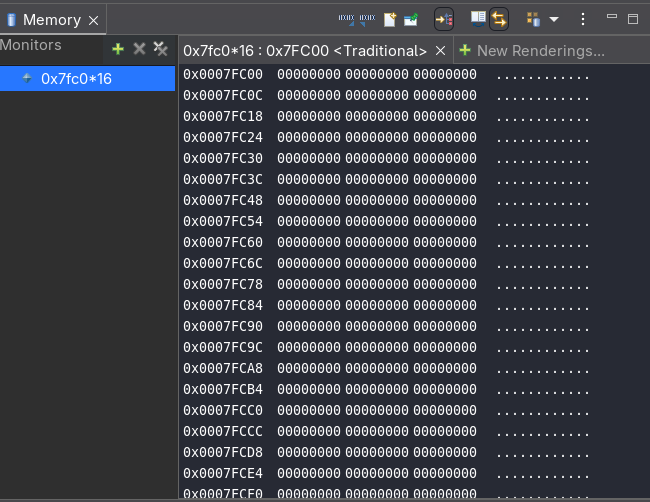 Memory
Monitors
0x7fc0*16
0x7fc0*16 : 0x7FC00 <Traditional>
New Renderings...
0x0007FC00 00000000 00000000 00000000 ............
0x0007FC0C 00000000 00000000 00000000 ............
0x0007FC18 00000000 00000000 00000000 ............
0x0007FC24 00000000 00000000 00000000 ............
0x0007FC30 00000000 00000000 00000000 ............
0x0007FC3C 00000000 00000000 00000000 ............
0x0007FC48 00000000 00000000 00000000 ............
0x0007FC54 00000000 00000000 00000000 ............
0x0007FC60 00000000 00000000 00000000 ............
0x0007FC6C 00000000 00000000 00000000 ............
0x0007FC78 00000000 00000000 00000000 ............
0x0007FC84 00000000 00000000 00000000 ............
0x0007FC90 00000000 00000000 00000000 ............
0x0007FC9C 00000000 00000000 00000000 ............
0x0007FCA8 00000000 00000000 00000000 ............
0x0007FCB4 00000000 00000000 00000000 ............
0x0007FCC0 00000000 00000000 00000000 ............
0x0007FCCC 00000000 00000000 00000000 ............
0x0007FCD8 00000000 00000000 00000000 ............
0x0007FCE4 00000000 00000000 00000000 ............
0x0007FCF0 00000000 00000000 00000000 ............